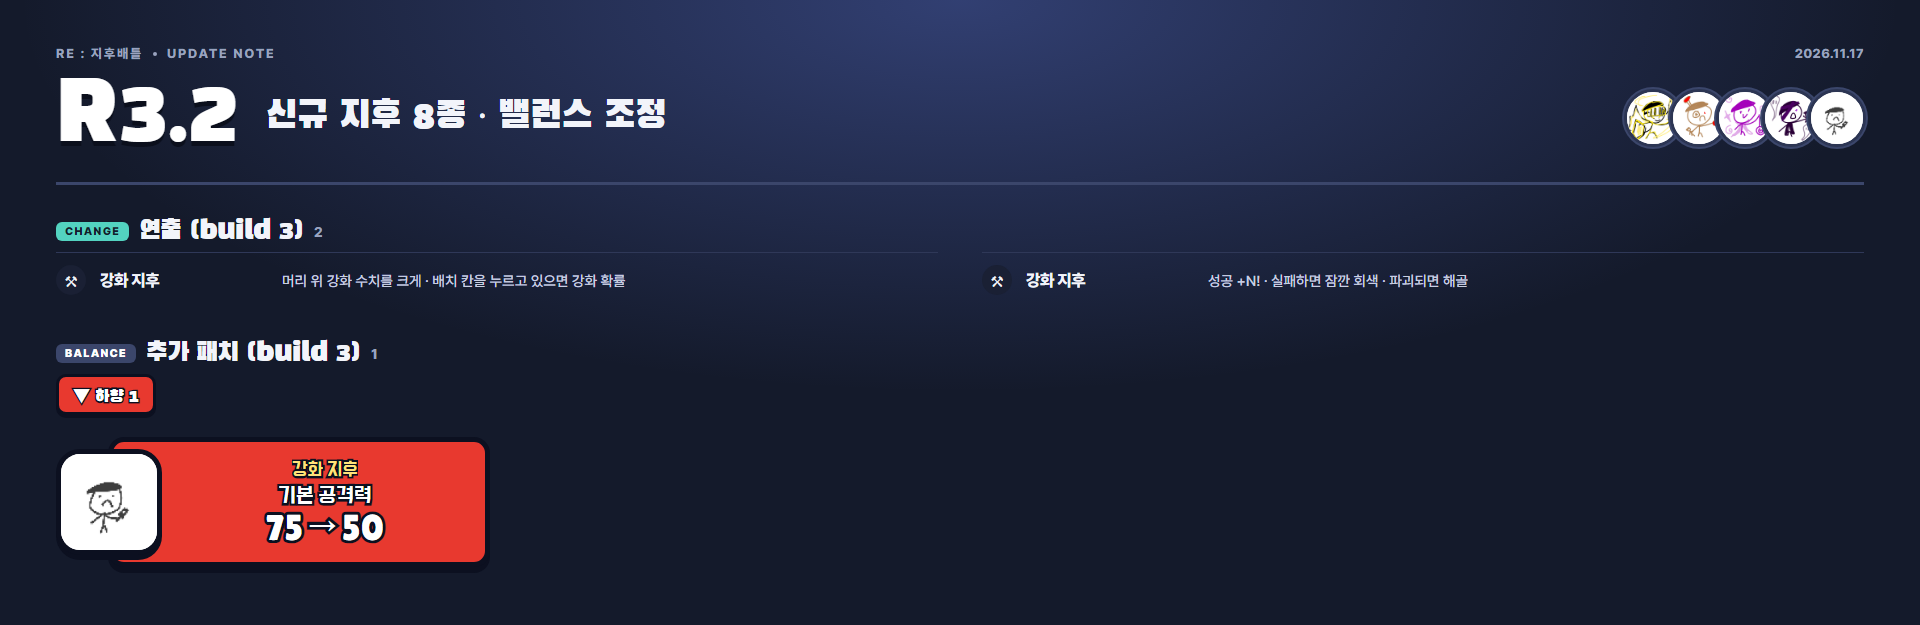 RE : 지후배틀 • UPDATE NOTE
2026.11.17
R3.2 신규 지후 8종 · 밸런스 조정
CHANGE 연출 (build 3) 2
강화 지후 머리 위 강화 수치를 크게 · 배치 칸을 누르고 있으면 강화 확률
강화 지후 성공 +N! · 실패하면 잠깐 회색 · 파괴되면 해골
BALANCE 추가 패치 (build 3) 1
▼ 하향 1
강화 지후
기본 공격력
75→50